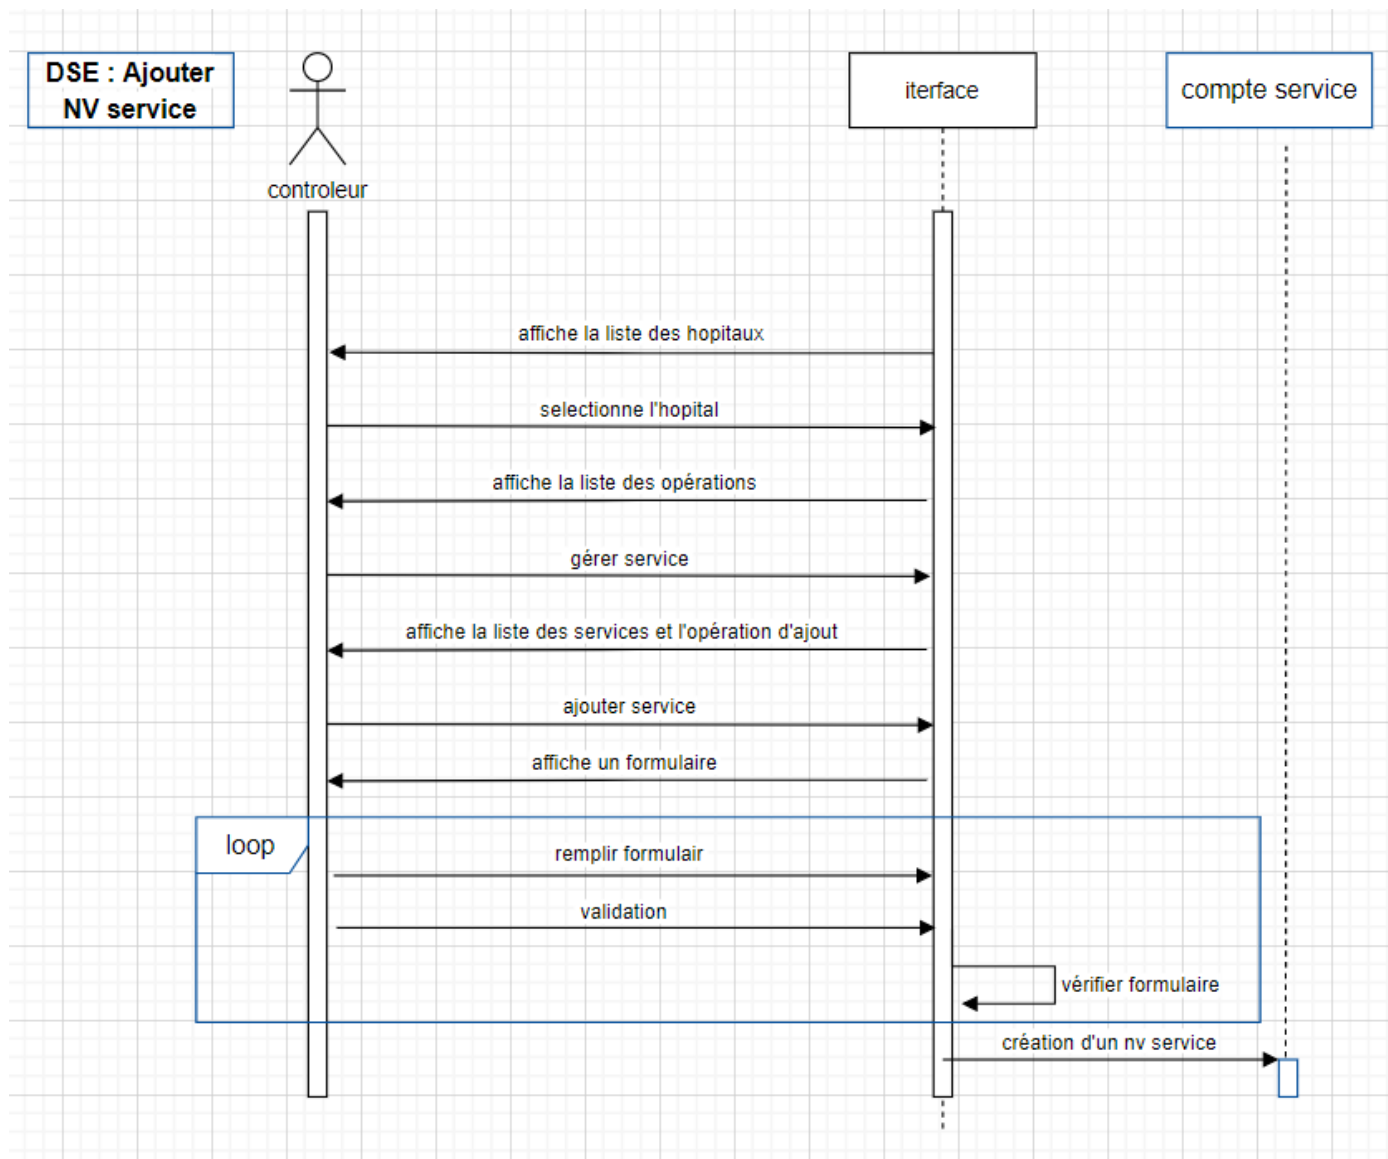 DSE : Ajouter
NV service
controleur
iterface
compte service
affiche la liste des hopitaux
selectionne l'hopital
affiche la liste des opérations
gérer service
affiche la liste des services et l'opération d'ajout
ajouter service
affiche un formulaire
loop
remplir formulair
validation
vérifier formulaire
création d'un nv service